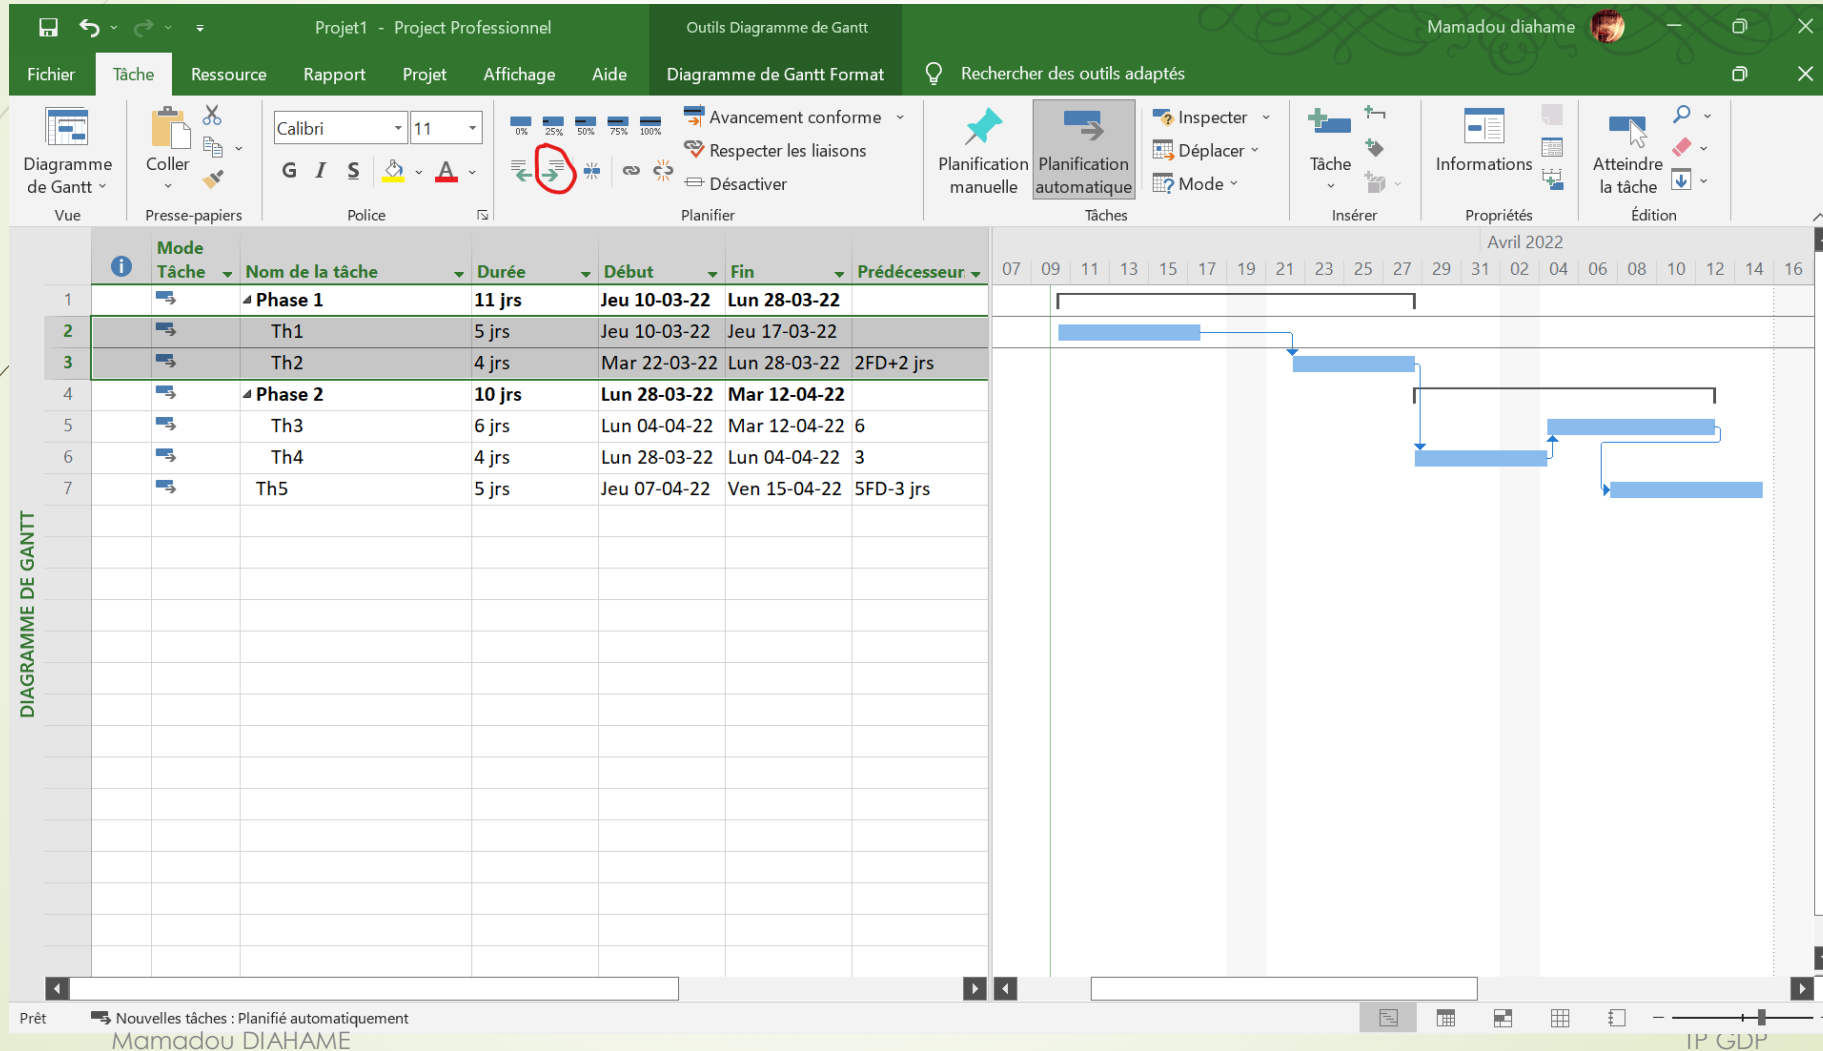 Projet1 - Project Professionnel
Outils Diagramme de Gantt
Mamadou diahame
Fichier Tâche Ressource Rapport Projet Affichage Aide Diagramme de Gantt Format Rechercher des outils adaptés
Diagramme de Gantt
Vue
Coller
Presse-papiers
Calibri 11
G I S A
Police
0% 25% 50% 75% 100%
Avancement conforme
Respecter les liaisons
Désactiver
Planifier
Planification manuelle
Planification automatique
Inspecter
Déplacer
Mode
Tâches
Tâche
Insérer
Informations
Propriétés
Atteindre la tâche
Édition
Mode Tâche Nom de la tâche Durée Début Fin Prédécesseur
1 Phase 1 11 jrs Jeu 10-03-22 Lun 28-03-22
2 Th1 5 jrs Jeu 10-03-22 Jeu 17-03-22
3 Th2 4 jrs Mar 22-03-22 Lun 28-03-22 2FD+2 jrs
4 Phase 2 10 jrs Lun 28-03-22 Mar 12-04-22
5 Th3 6 jrs Lun 04-04-22 Mar 12-04-22 6
6 Th4 4 jrs Lun 28-03-22 Lun 04-04-22 3
7 Th5 5 jrs Jeu 07-04-22 Ven 15-04-22 5FD-3 jrs
Avril 2022
07 09 11 13 15 17 19 21 23 25 27 29 31 02 04 06 08 10 12 14 16
DIAGRAMME DE GANTT
Prêt Nouvelles tâches : Planifié automatiquement
Mamadou DIAHAME
TP GDP